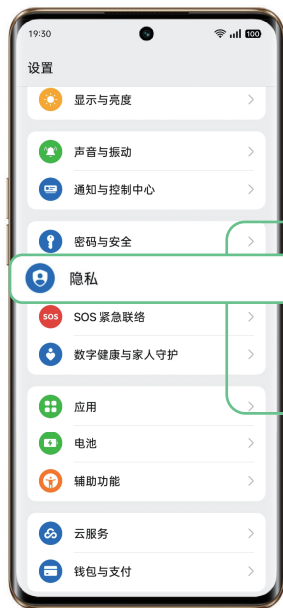 19:30
100
设置
显示与亮度
声音与振动
通知与控制中心
密码与安全
隐私
SOS
SOS 紧急联络
数字健康与家人守护
应用
电池
辅助功能
云服务
钱包与支付